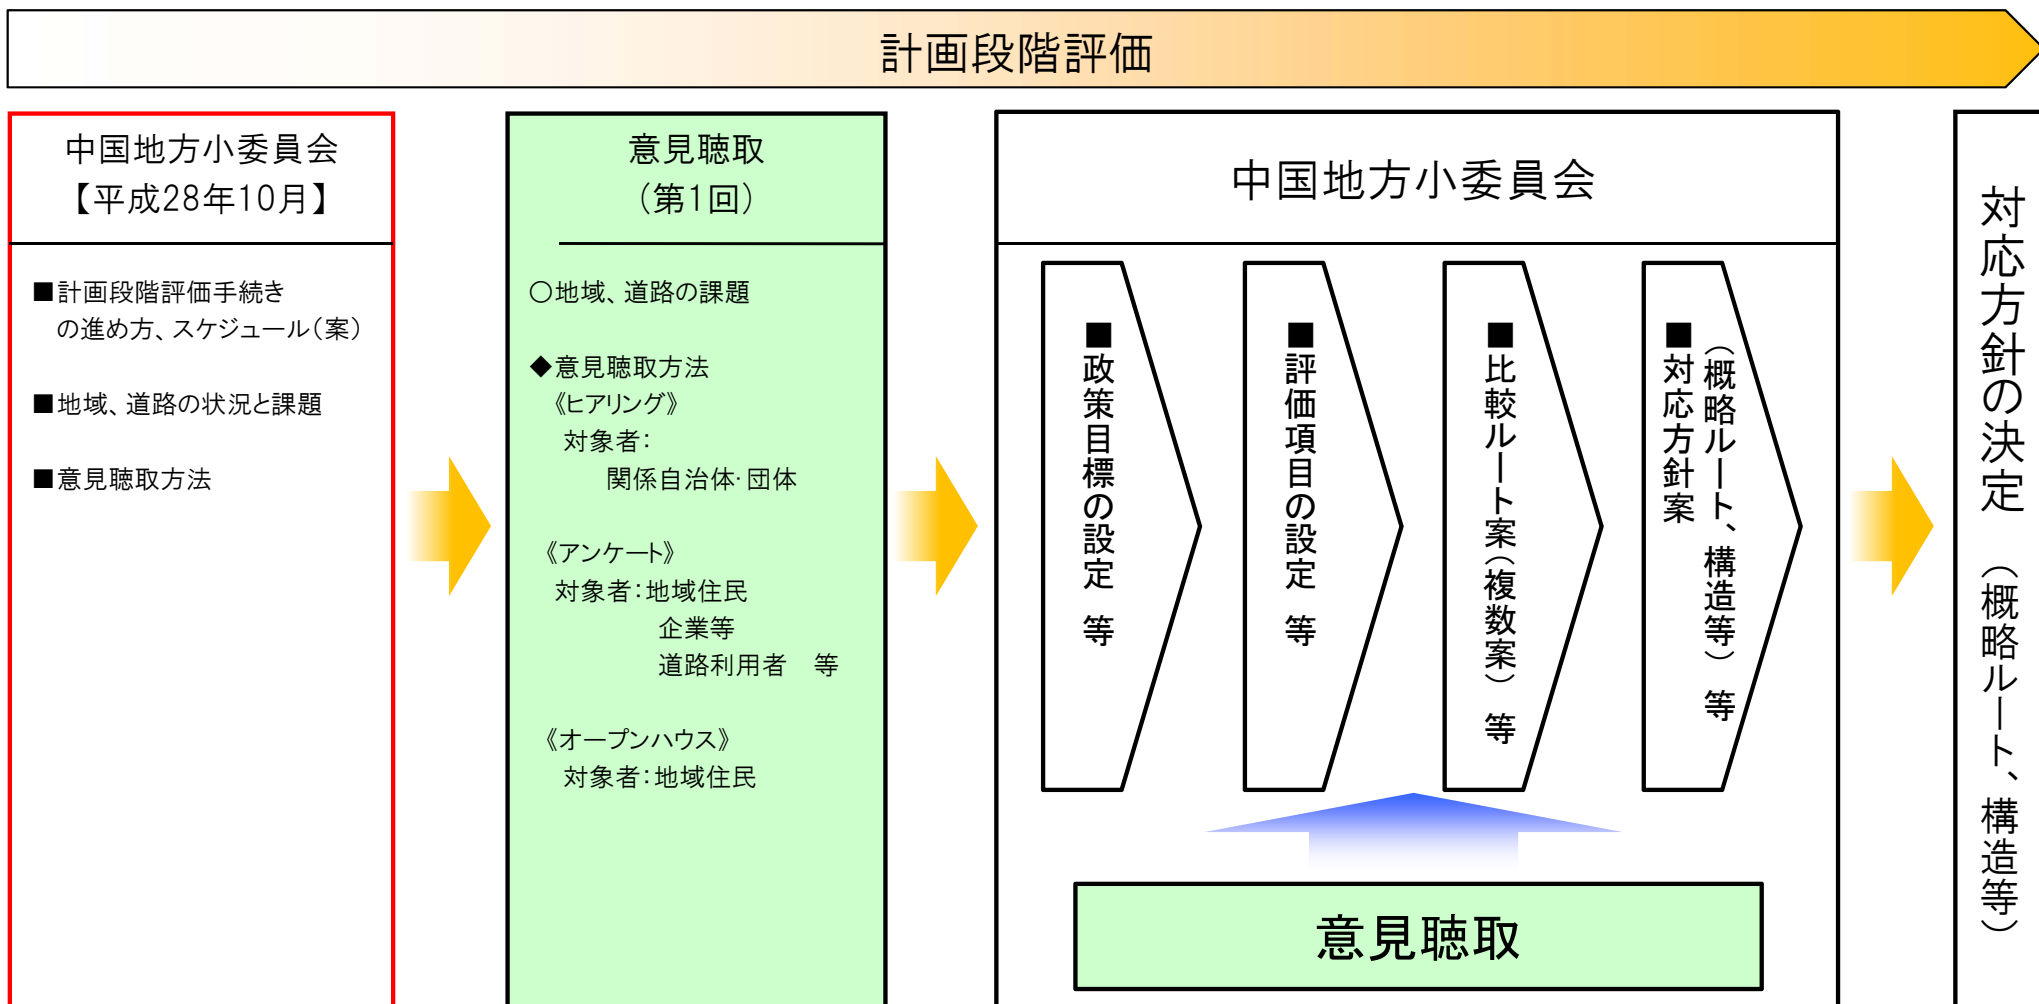 計画段階評価
中国地方小委員会
【平成28年10月】
■計画段階評価手続き
の進め方、スケジュール(案)
■地域、道路の状況と課題
■意見聴取方法
意見聴取
(第1回)
○地域、道路の課題
◆意見聴取方法
《ヒアリング》
対象者:
関係自治体・団体
《アンケート》
対象者:地域住民
企業等
道路利用者 等
《オープンハウス》
対象者:地域住民
中国地方小委員会
■政策目標の設定 等
■評価項目の設定 等
■比較ルート案(複数案) 等
■対応方針案
(概略ルート、構造等) 等
意見聴取
対応方針の決定 (概略ルート、構造等)